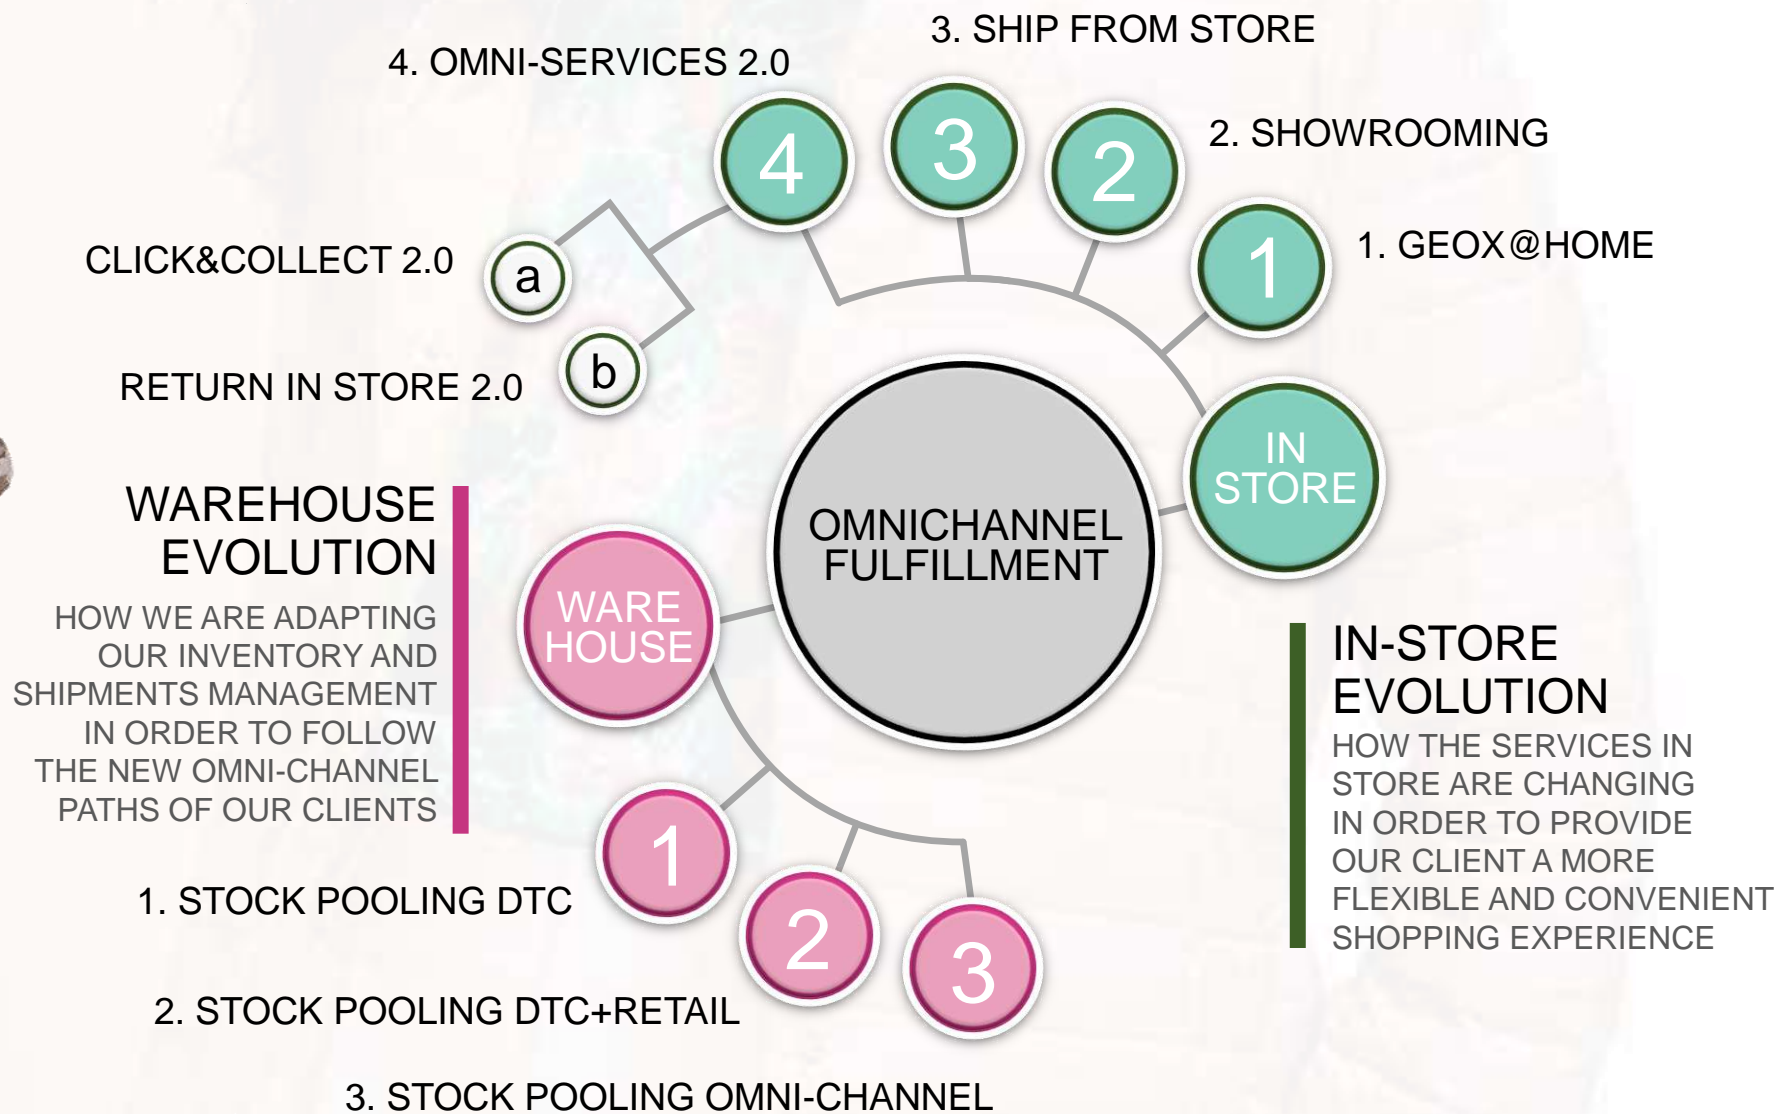 3. SHIP FROM STORE
4. OMNI-SERVICES 2.0
2. SHOWROOMING
1. GEOX@HOME
4
3
2
1
CLICK&COLLECT 2.0
a
RETURN IN STORE 2.0
b
IN
STORE
OMNICHANNEL
FULFILLMENT
WARE
HOUSE
WAREHOUSE
EVOLUTION
HOW WE ARE ADAPTING
OUR INVENTORY AND
SHIPMENTS MANAGEMENT
IN ORDER TO FOLLOW
THE NEW OMNI-CHANNEL
PATHS OF OUR CLIENTS
IN-STORE
EVOLUTION
HOW THE SERVICES IN
STORE ARE CHANGING
IN ORDER TO PROVIDE
OUR CLIENT A MORE
FLEXIBLE AND CONVENIENT
SHOPPING EXPERIENCE
1
2
3
1. STOCK POOLING DTC
2. STOCK POOLING DTC+RETAIL
3. STOCK POOLING OMNI-CHANNEL